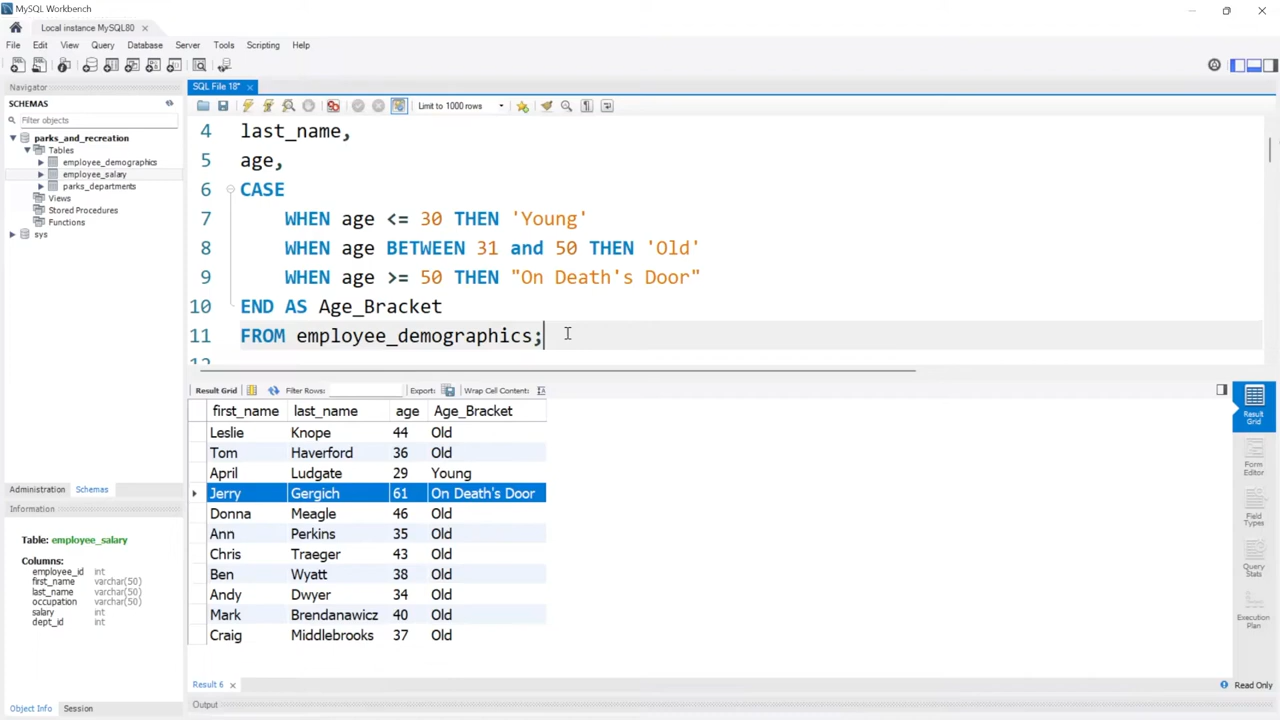 MySQL Workbench
Local instance MySQL80
File Edit View Query Database Server Tools Scripting Help
Navigator
SCHEMAS
Filter objects
parks_and_recreation
Tables
employee_demographics
employee_salary
parks_departments
Views
Stored Procedures
Functions
sys
Administration Schemas
Information
Table: employee_salary
Columns:
employee_id int
first_name varchar(50)
last_name varchar(50)
occupation varchar(50)
salary int
dept_id int
Object Info Session
SQL File 18*
Limit to 1000 rows
4 last_name,
5 age,
6 CASE
7 WHEN age <= 30 THEN 'Young'
8 WHEN age BETWEEN 31 and 50 THEN 'Old'
9 WHEN age >= 50 THEN "On Death's Door"
10 END AS Age_Bracket
11 FROM employee_demographics;
12
Result Grid Filter Rows: Export: Wrap Cell Content:
first_name last_name age Age_Bracket
Leslie Knope 44 Old
Tom Haverford 36 Old
April Ludgate 29 Young
Jerry Gergich 61 On Death's Door
Donna Meagle 46 Old
Ann Perkins 35 Old
Chris Traeger 43 Old
Ben Wyatt 38 Old
Andy Dwyer 34 Old
Mark Brendanawicz 40 Old
Craig Middlebrooks 37 Old
Result Grid
Form Editor
Field Types
Query Stats
Execution Plan
Result 6
Read Only
Output